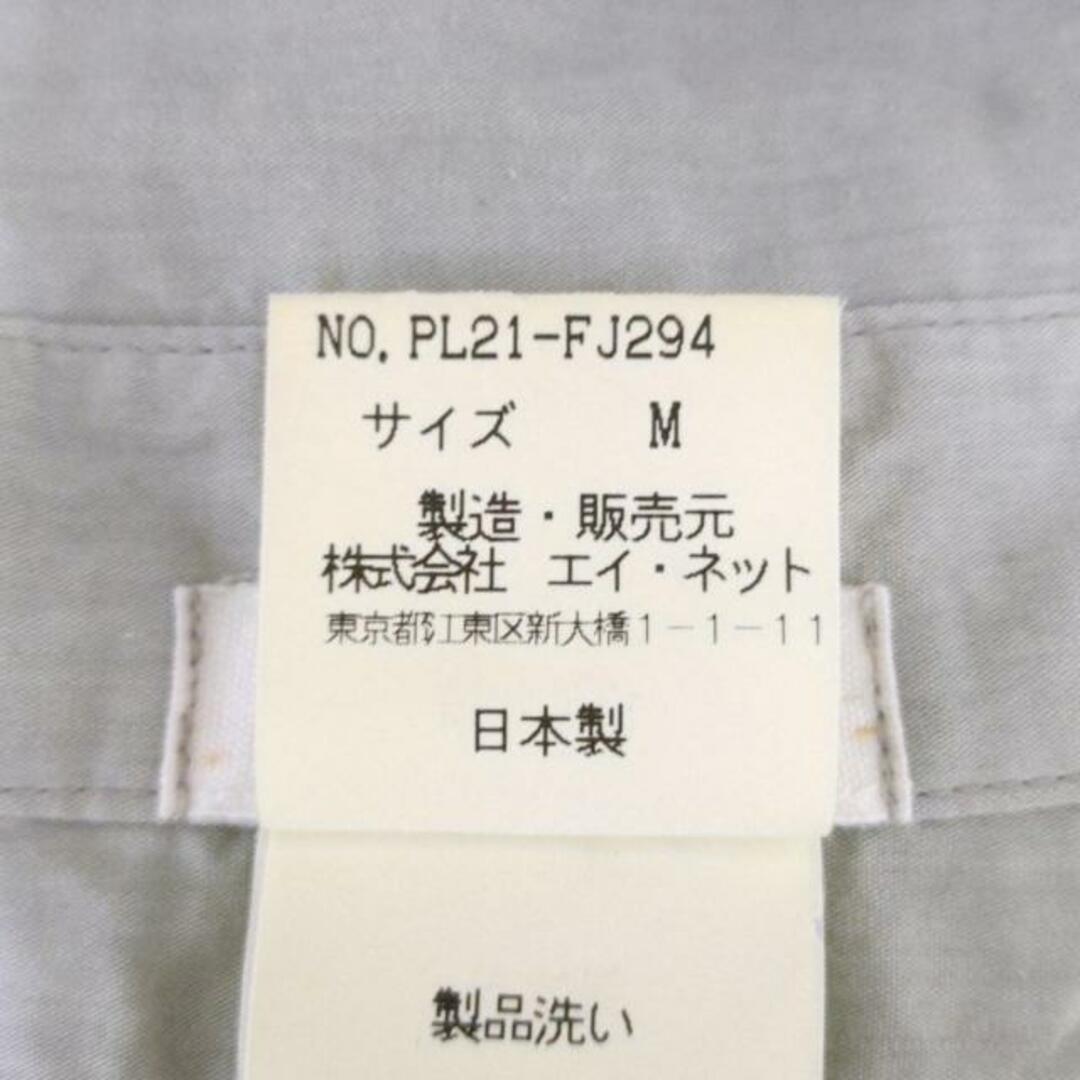 NO. PL21-FJ294
サイズ M
製造・販売元
株式会社 エイ・ネット
東京都江東区新大橋1-1-11
日本製
製品洗い